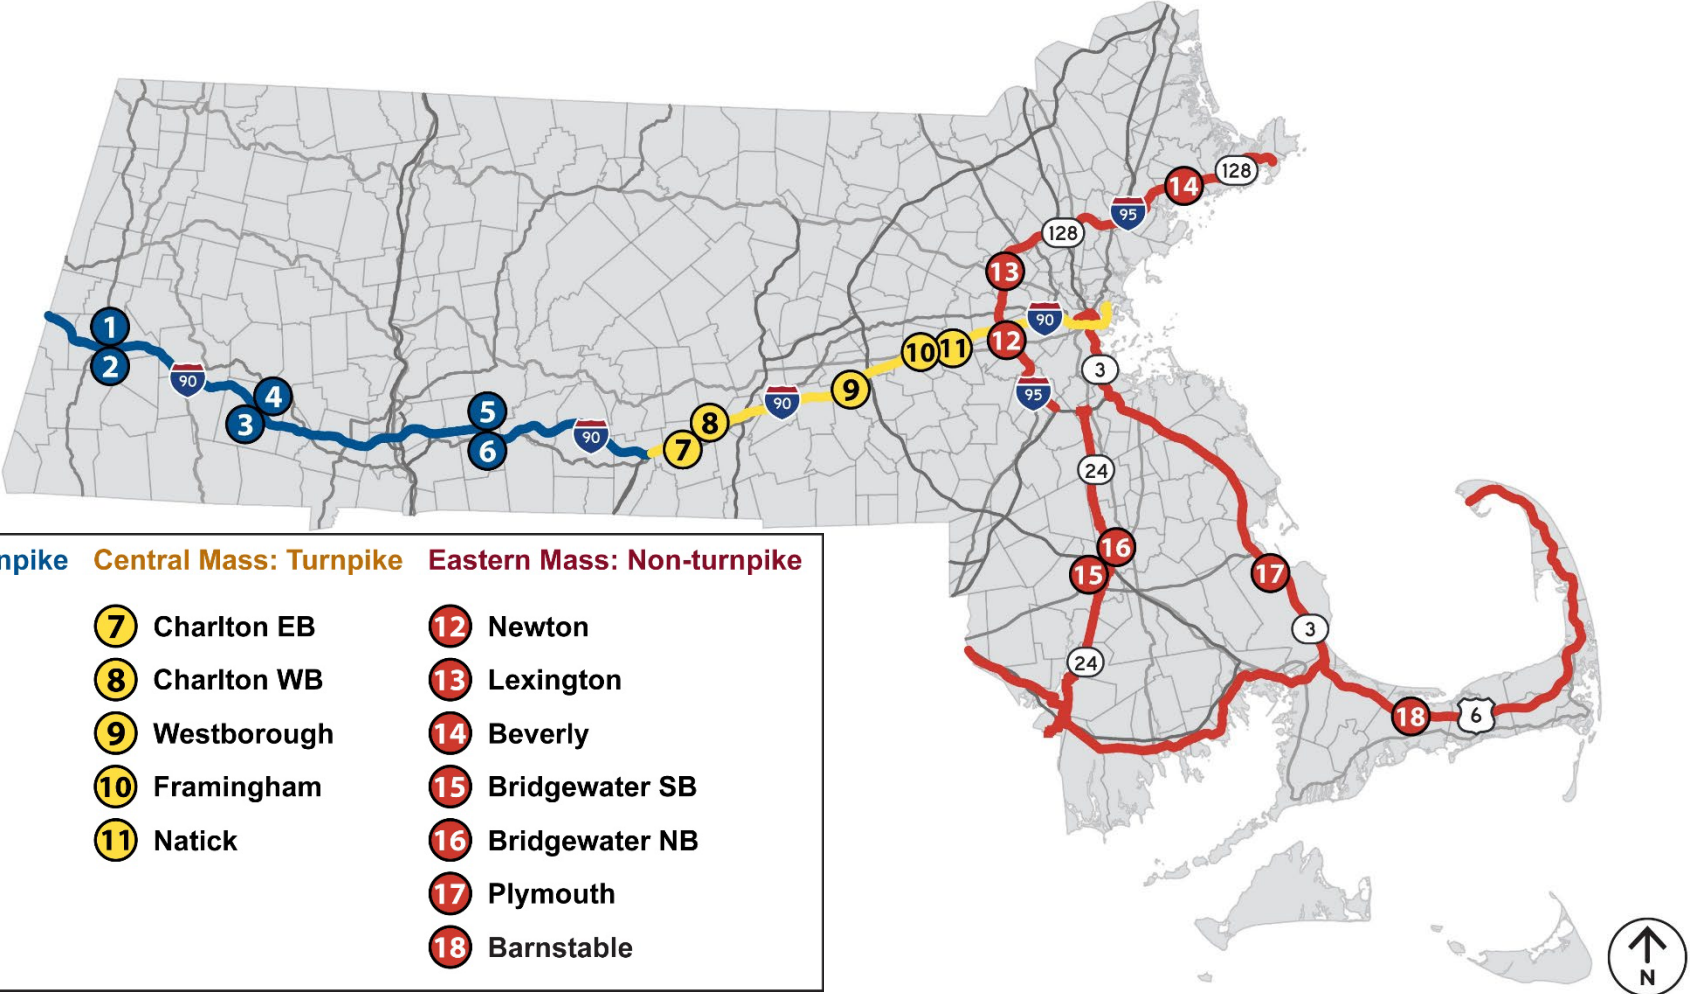 128
14
95
128
13
1
90
12
10
11
2
90
3
9
90
95
4
5
8
3
90
6
7
24
16
15
17
3
24
18
6
npike Central Mass: Turnpike Eastern Mass: Non-turnpike
7 Charlton EB
8 Charlton WB
9 Westborough
10 Framingham
11 Natick
12 Newton
13 Lexington
14 Beverly
15 Bridgewater SB
16 Bridgewater NB
17 Plymouth
18 Barnstable
N